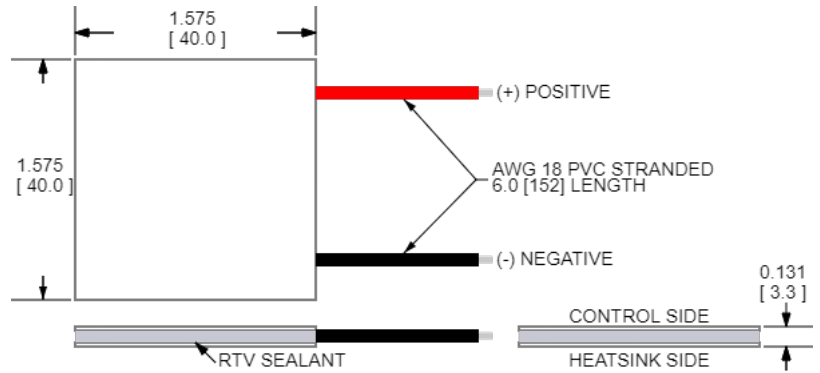 1.575
[ 40.0 ]
(+) POSITIVE
1.575
[ 40.0 ]
AWG 18 PVC STRANDED
6.0 [152] LENGTH
(-) NEGATIVE
0.131
[ 3.3 ]
CONTROL SIDE
RTV SEALANT
HEATSINK SIDE